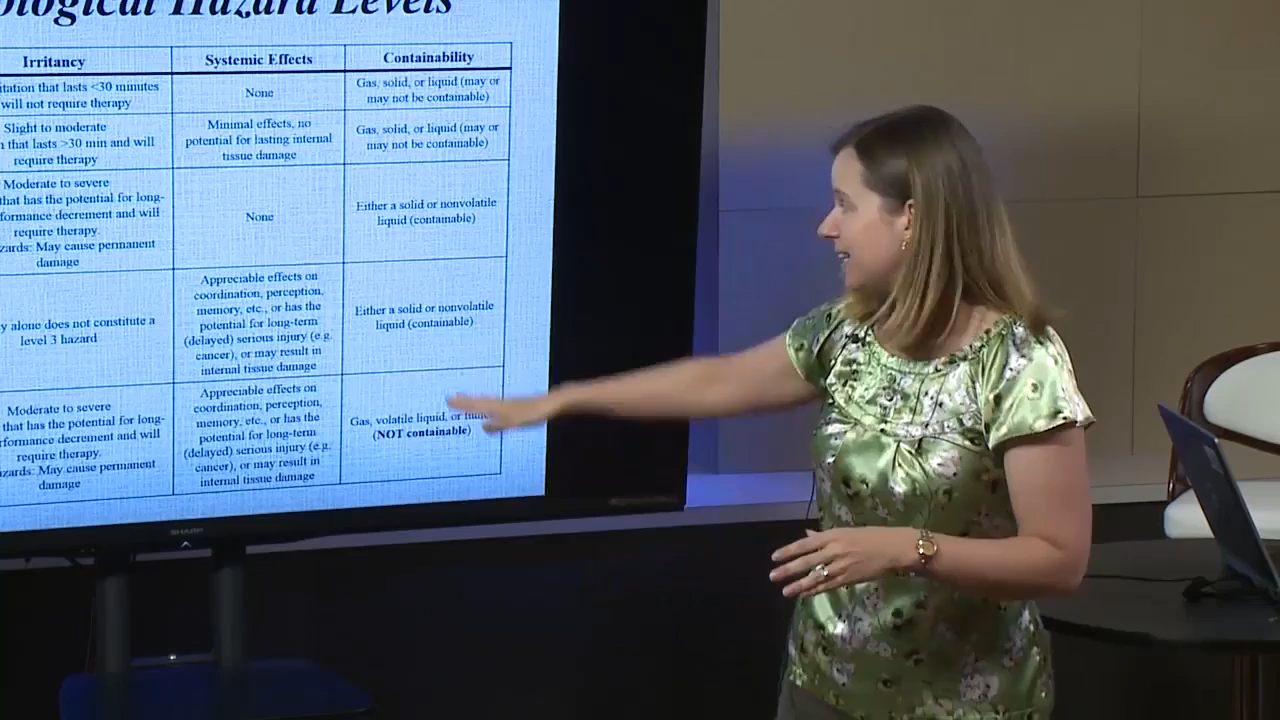 ological Hazard Levels
Irritancy
Systemic Effects
Containability
itation that lasts <30 minutes
will not require therapy
None
Gas, solid, or liquid (may or
may not be containable)
Slight to moderate
n that lasts >30 min and will
require therapy
Minimal effects, no
potential for lasting internal
tissue damage
Gas, solid, or liquid (may or
may not be containable)
Moderate to severe
that has the potential for long-
formance decrement and will
require therapy.
zards: May cause permanent
damage
None
Either a solid or nonvolatile
liquid (containable)
y alone does not constitute a
level 3 hazard
Appreciable effects on
coordination, perception,
memory, etc., or has the
potential for long-term
(delayed) serious injury (e.g.
cancer), or may result in
internal tissue damage
Either a solid or nonvolatile
liquid (containable)
Moderate to severe
that has the potential for long-
rformance decrement and will
require therapy.
zards: May cause permanent
damage
Appreciable effects on
coordination, perception,
memory, etc., or has the
potential for long-term
(delayed) serious injury (e.g.
cancer), or may result in
internal tissue damage
Gas, volatile liquid, or
(NOT containable)
SHARP